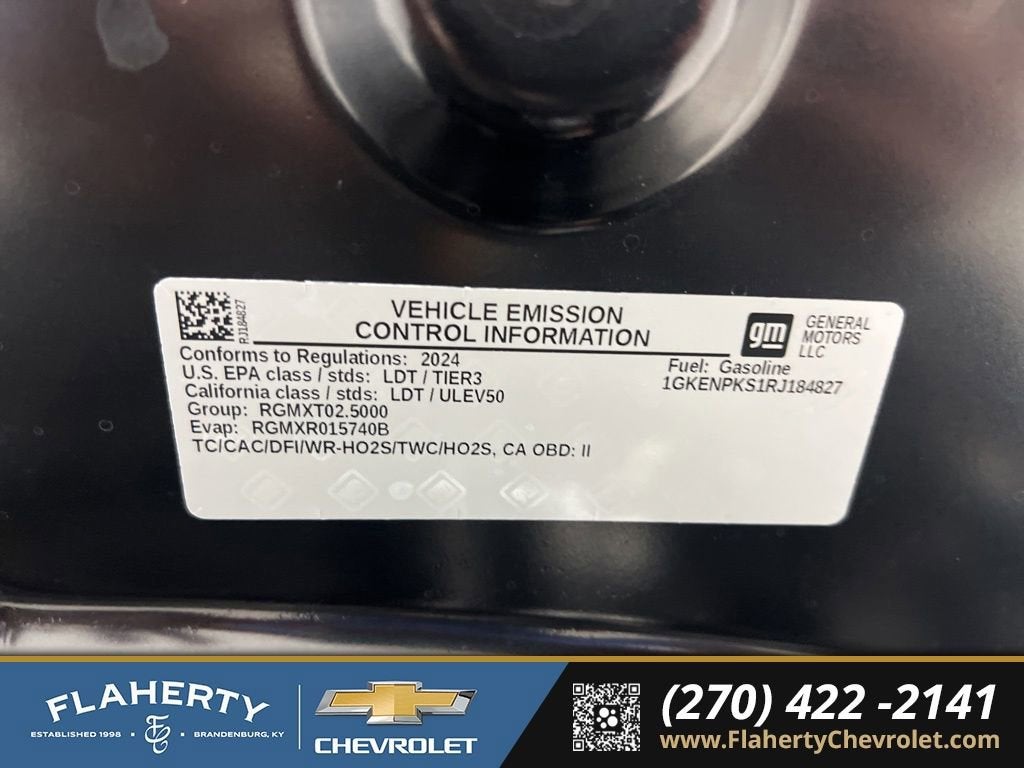 RJ184827
VEHICLE EMISSION
CONTROL INFORMATION
gm
GENERAL
MOTORS
LLC
Conforms to Regulations: 2024
U.S. EPA class / stds: LDT / TIER3
California class / stds: LDT / ULEV50
Group: RGMXT02.5000
Evap: RGMXR015740B
TC/CAC/DFI/WR-HO2S/TWC/HO2S, CA OBD: II
Fuel: Gasoline
1GKENPKS1RJ184827
FLAHERTY
ESTABLISHED 1998 • • BRANDENBURG, KY
CHEVROLET
(270) 422 -2141
www.FlahertyChevrolet.com